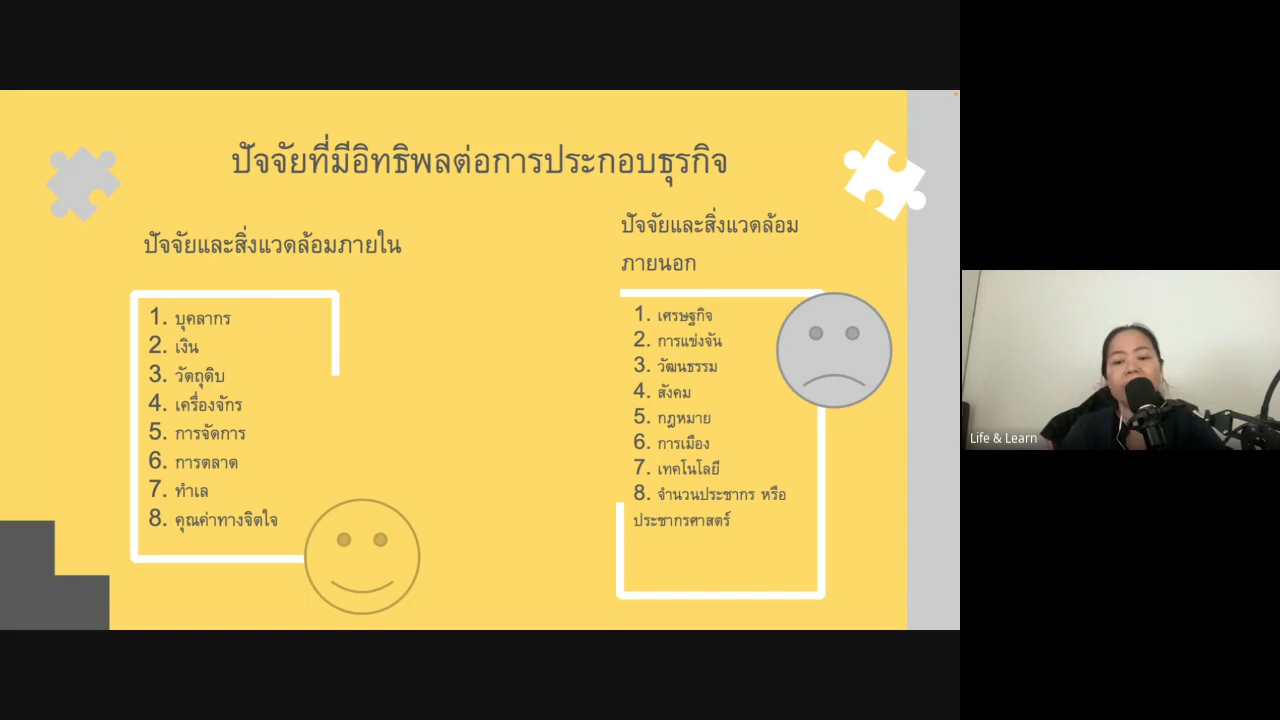 ปัจจัยที่มีอิทธิพลต่อการประกอบธุรกิจ
ปัจจัยและสิ่งแวดล้อมภายใน
1. บุคลากร
2. เงิน
3. วัตถุดิบ
4. เครื่องจักร
5. การจัดการ
6. การตลาด
7. ทำเล
8. คุณค่าทางจิตใจ
ปัจจัยและสิ่งแวดล้อม
ภายนอก
1. เศรษฐกิจ
2. การแข่งขัน
3. วัฒนธรรม
4. สังคม
5. กฎหมาย
6. การเมือง
7. เทคโนโลยี
8. จำนวนประชากร หรือ
ประชากรศาสตร์
Life & Learn